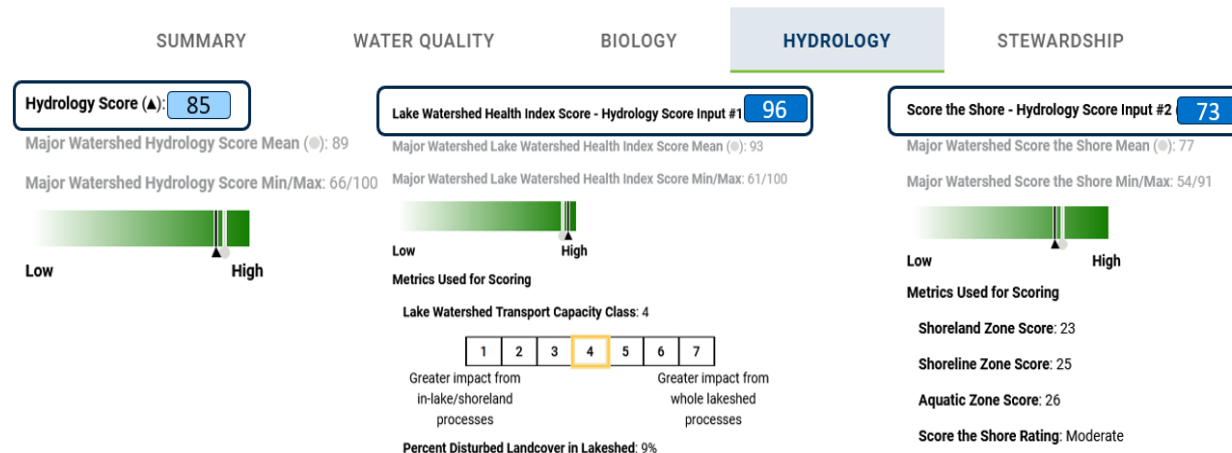 SUMMARY
WATER QUALITY
BIOLOGY
HYDROLOGY
STEWARDSHIP
Hydrology Score (▲): 85
Major Watershed Hydrology Score Mean (●): 89
Major Watershed Hydrology Score Min/Max: 66/100
Low High
Lake Watershed Health Index Score - Hydrology Score Input #1 96
Major Watershed Lake Watershed Health Index Score Mean (●): 93
Major Watershed Lake Watershed Health Index Score Min/Max: 61/100
Low High
Metrics Used for Scoring
Lake Watershed Transport Capacity Class: 4
1 2 3 4 5 6 7
Greater impact from
in-lake/shoreland
processes
Greater impact from
whole lakeshed
processes
Percent Disturbed Landcover in Lakeshed: 9%
Score the Shore - Hydrology Score Input #2 73
Major Watershed Score the Shore Mean (●): 77
Major Watershed Score the Shore Min/Max: 54/91
Low High
Metrics Used for Scoring
Shoreland Zone Score: 23
Shoreline Zone Score: 25
Aquatic Zone Score: 26
Score the Shore Rating: Moderate